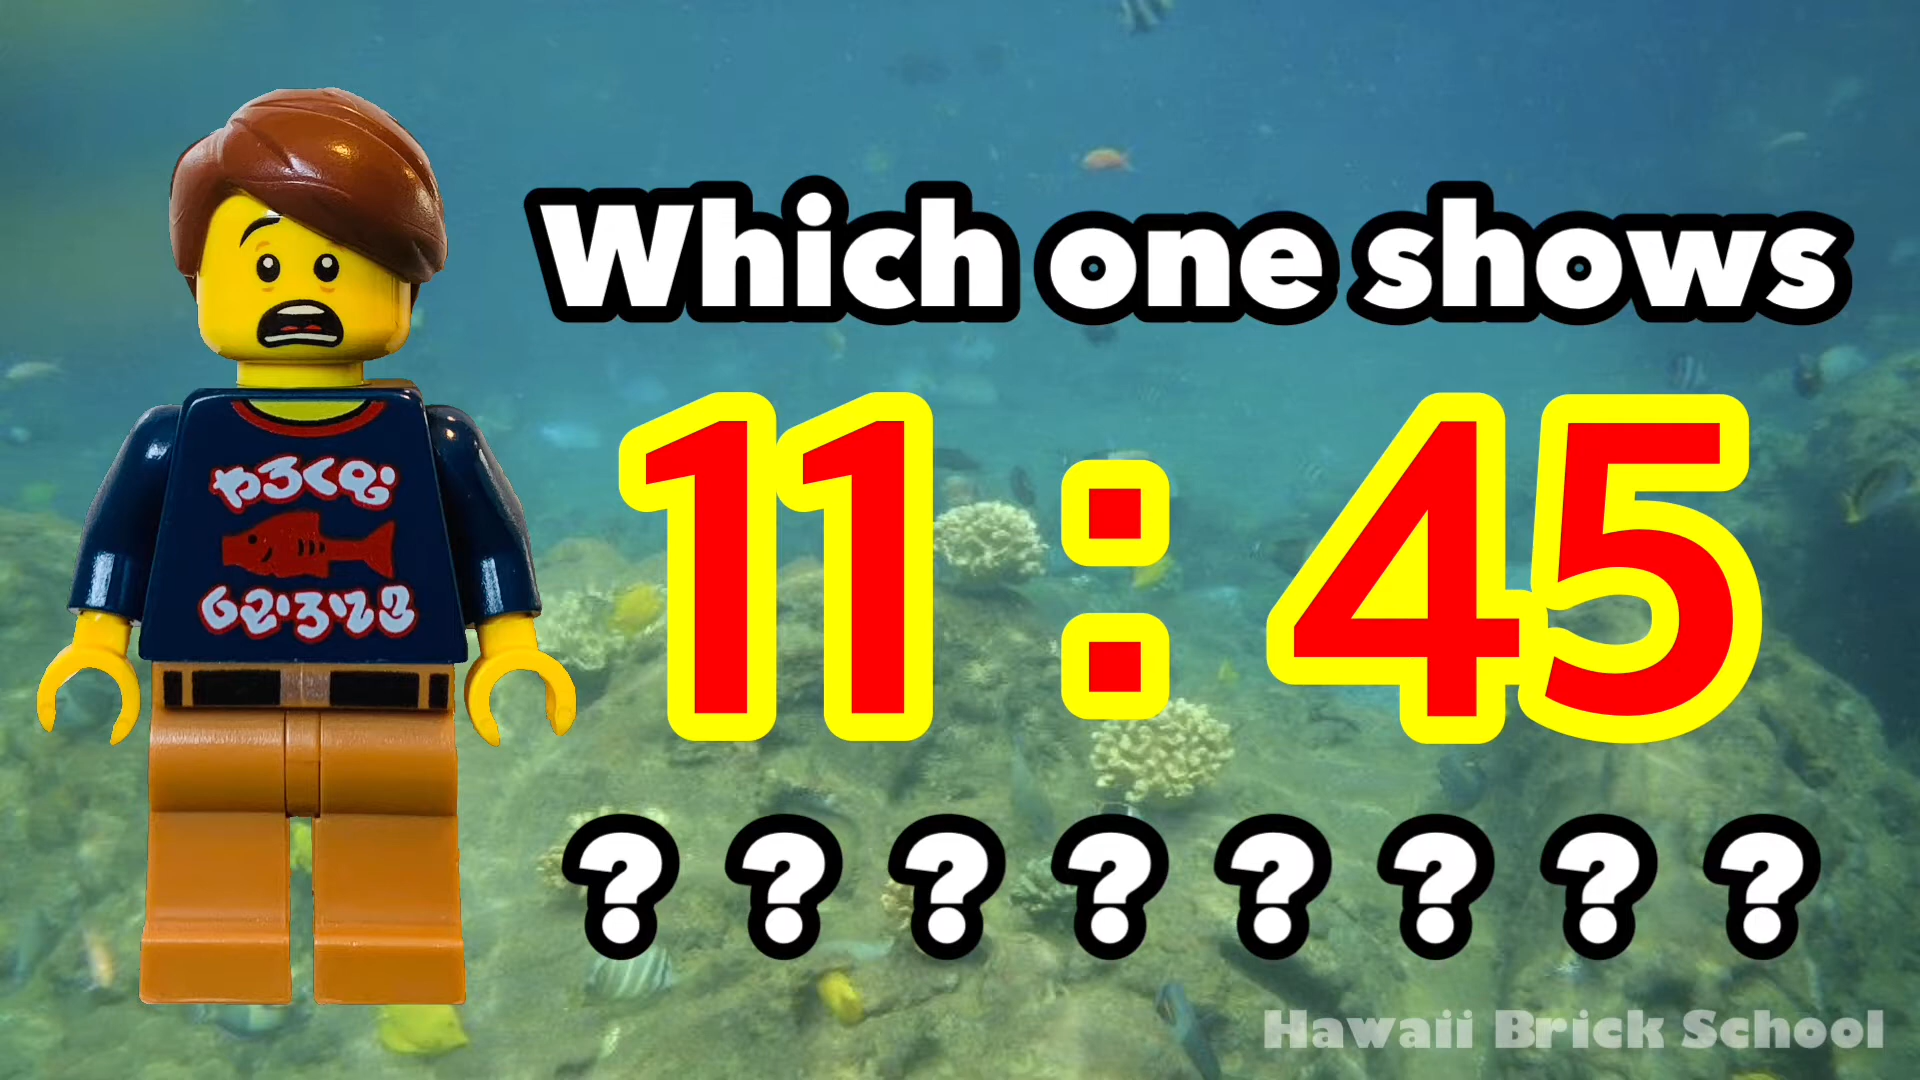 Which one shows
11:45
? ? ? ? ? ? ? ?
Hawaii Brick School